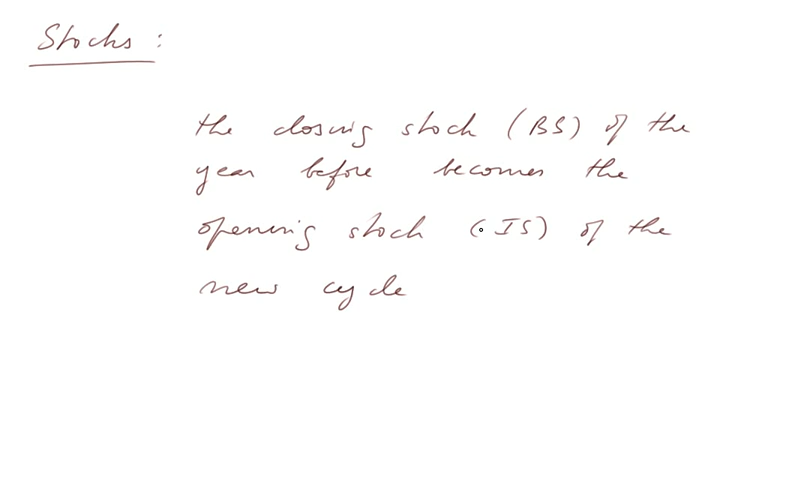 Stocks :
the closing stock (BS) of the
year before becomes the
opening stock (IS) of the
new cycle